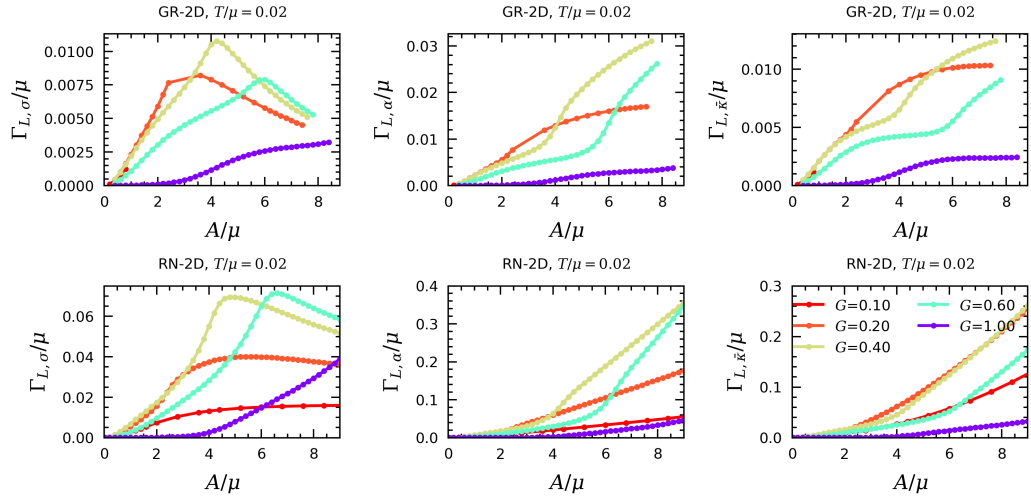 GR-2D, T/μ = 0.02
Γ_{L, σ}/μ
0.0100
0.0075
0.0050
0.0025
0.0000
0 2 4 6 8
A/μ
GR-2D, T/μ = 0.02
Γ_{L, α}/μ
0.03
0.02
0.01
0.00
0 2 4 6 8
A/μ
GR-2D, T/μ = 0.02
Γ_{L, κ̄}/μ
0.010
0.005
0.000
0 2 4 6 8
A/μ
RN-2D, T/μ = 0.02
Γ_{L, σ}/μ
0.06
0.04
0.02
0.00
0 2 4 6 8
A/μ
RN-2D, T/μ = 0.02
Γ_{L, α}/μ
0.4
0.3
0.2
0.1
0.0
0 2 4 6 8
A/μ
RN-2D, T/μ = 0.02
Γ_{L, κ̄}/μ
0.3
0.2
0.1
0.0
G=0.10
G=0.20
G=0.40
G=0.60
G=1.00
0 2 4 6 8
A/μ